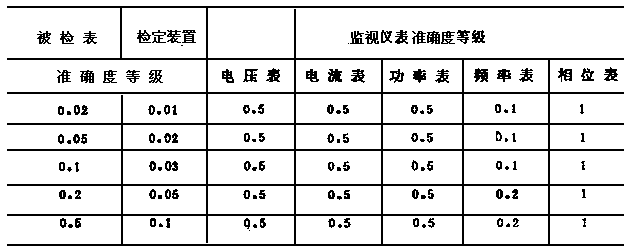 被检表 检定装置 监视仪表准确度等级
准确度等级 电压表 电流表 功率表 频率表 相位表
0.02 0.01 0.5 0.5 0.5 0.1 1
0.05 0.02 0.5 0.5 0.5 0.1 1
0.1 0.03 0.5 0.5 0.5 0.1 1
0.2 0.05 0.5 0.5 0.5 0.2 1
0.5 0.1 0.5 0.5 0.5 0.2 1